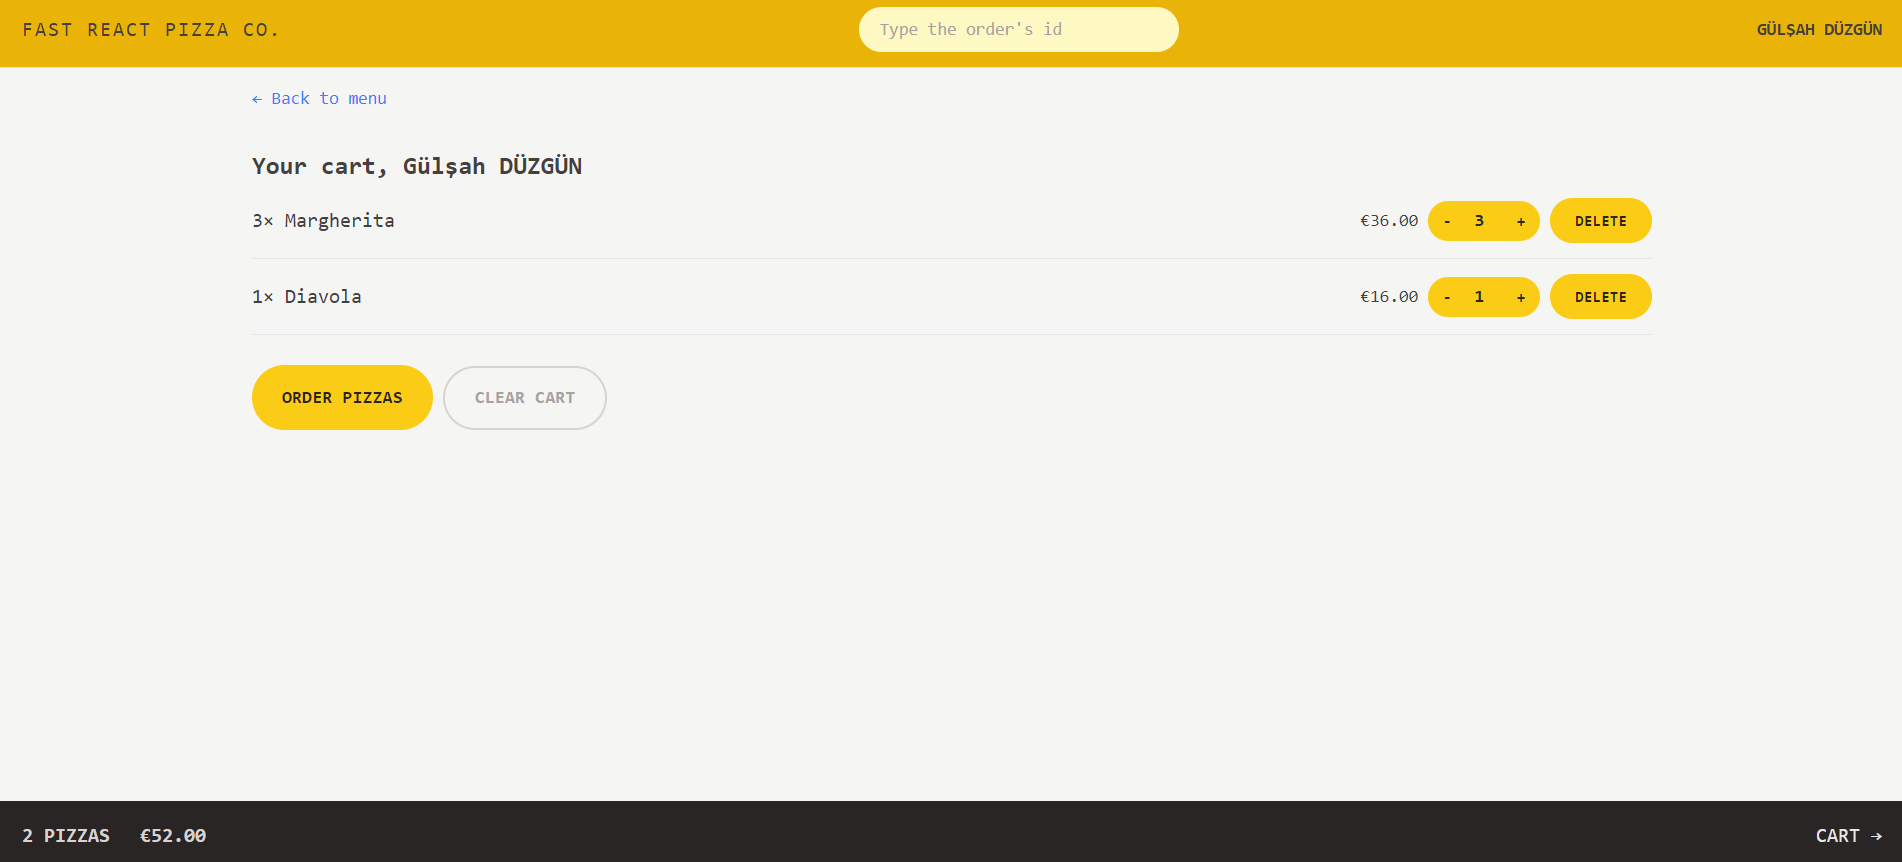 FAST REACT PIZZA CO. Type the order's id GÜLŞAH DÜZGÜN
← Back to menu
Your cart, Gülşah DÜZGÜN
3× Margherita €36.00 - 3 + DELETE
1× Diavola €16.00 - 1 + DELETE
ORDER PIZZAS CLEAR CART
2 PIZZAS €52.00 CART →